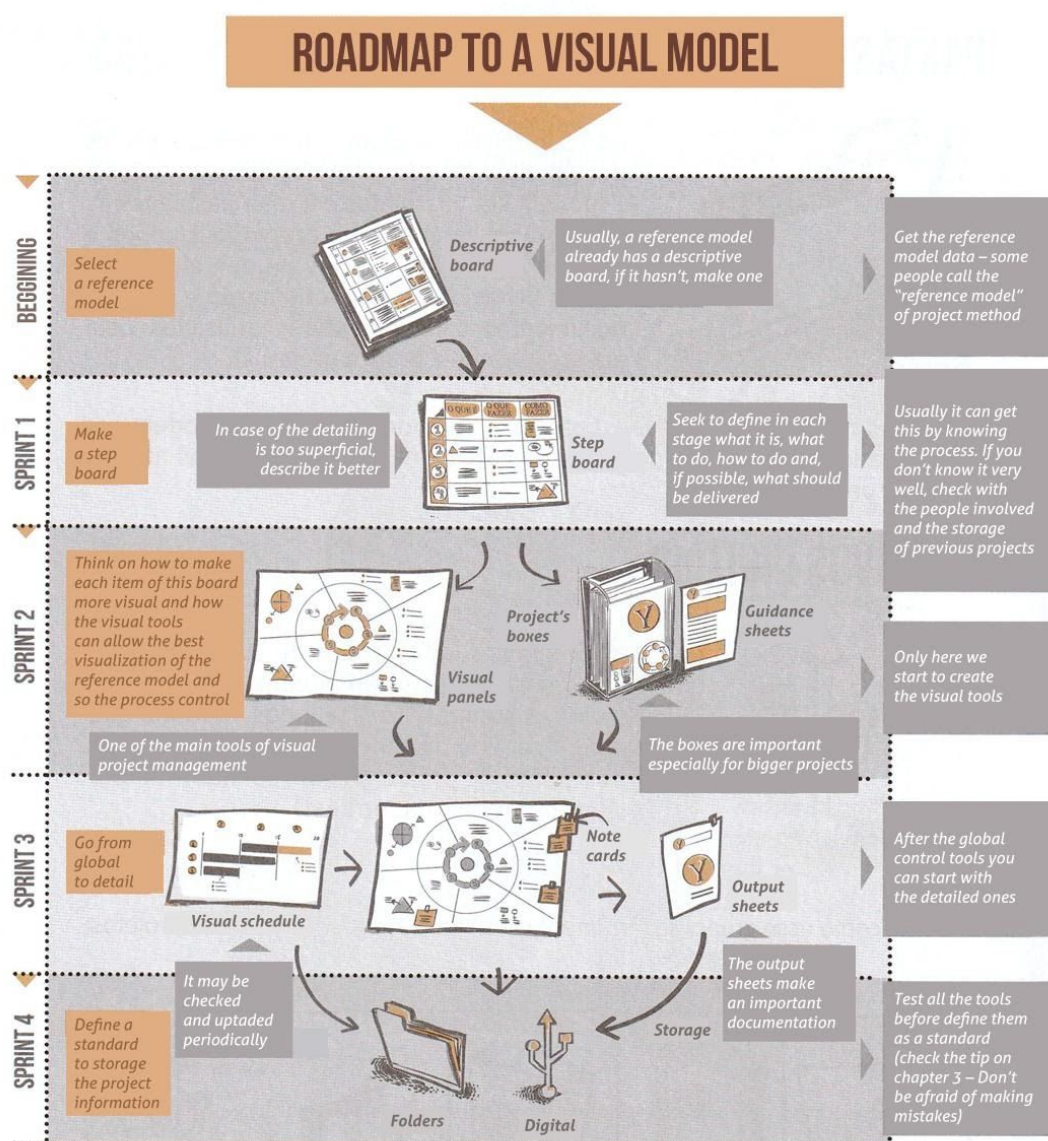 ROADMAP TO A VISUAL MODEL
BEGGINING
Select
a reference
model
Descriptive
board
Usually, a reference model
already has a descriptive
board, if it hasn't, make one
Get the reference
model data – some
people call the
"reference model"
of project method
SPRINT 1
Make
a step
board
In case of the detailing
is too superficial,
describe it better
O QUE É
O QUE
FAZER
COMO
FAZER
1
2
3
4
Step
board
Seek to define in each
stage what it is, what
to do, how to do and,
if possible, what should
be delivered
Usually it can get
this by knowing
the process. If you
don't know it very
well, check with
the people involved
and the storage
of previous projects
SPRINT 2
Think on how to make
each item of this board
more visual and how
the visual tools
can allow the best
visualization of the
reference model and
so the process control
Visual
panels
Project's
boxes
Y
Guidance
sheets
Only here we
start to create
the visual tools
One of the main tools of visual
project management
The boxes are important
especially for bigger projects
SPRINT 3
Go from
global
to detail
Visual schedule
Note
cards
Y
Output
sheets
After the global
control tools you
can start with
the detailed ones
SPRINT 4
Define a
standard
to storage
the project
information
It may be
checked
and uptaded
periodically
Folders
Digital
Storage
The output
sheets make
an important
documentation
Test all the tools
before define them
as a standard
(check the tip on
chapter 3 – Don't
be afraid of making
mistakes)